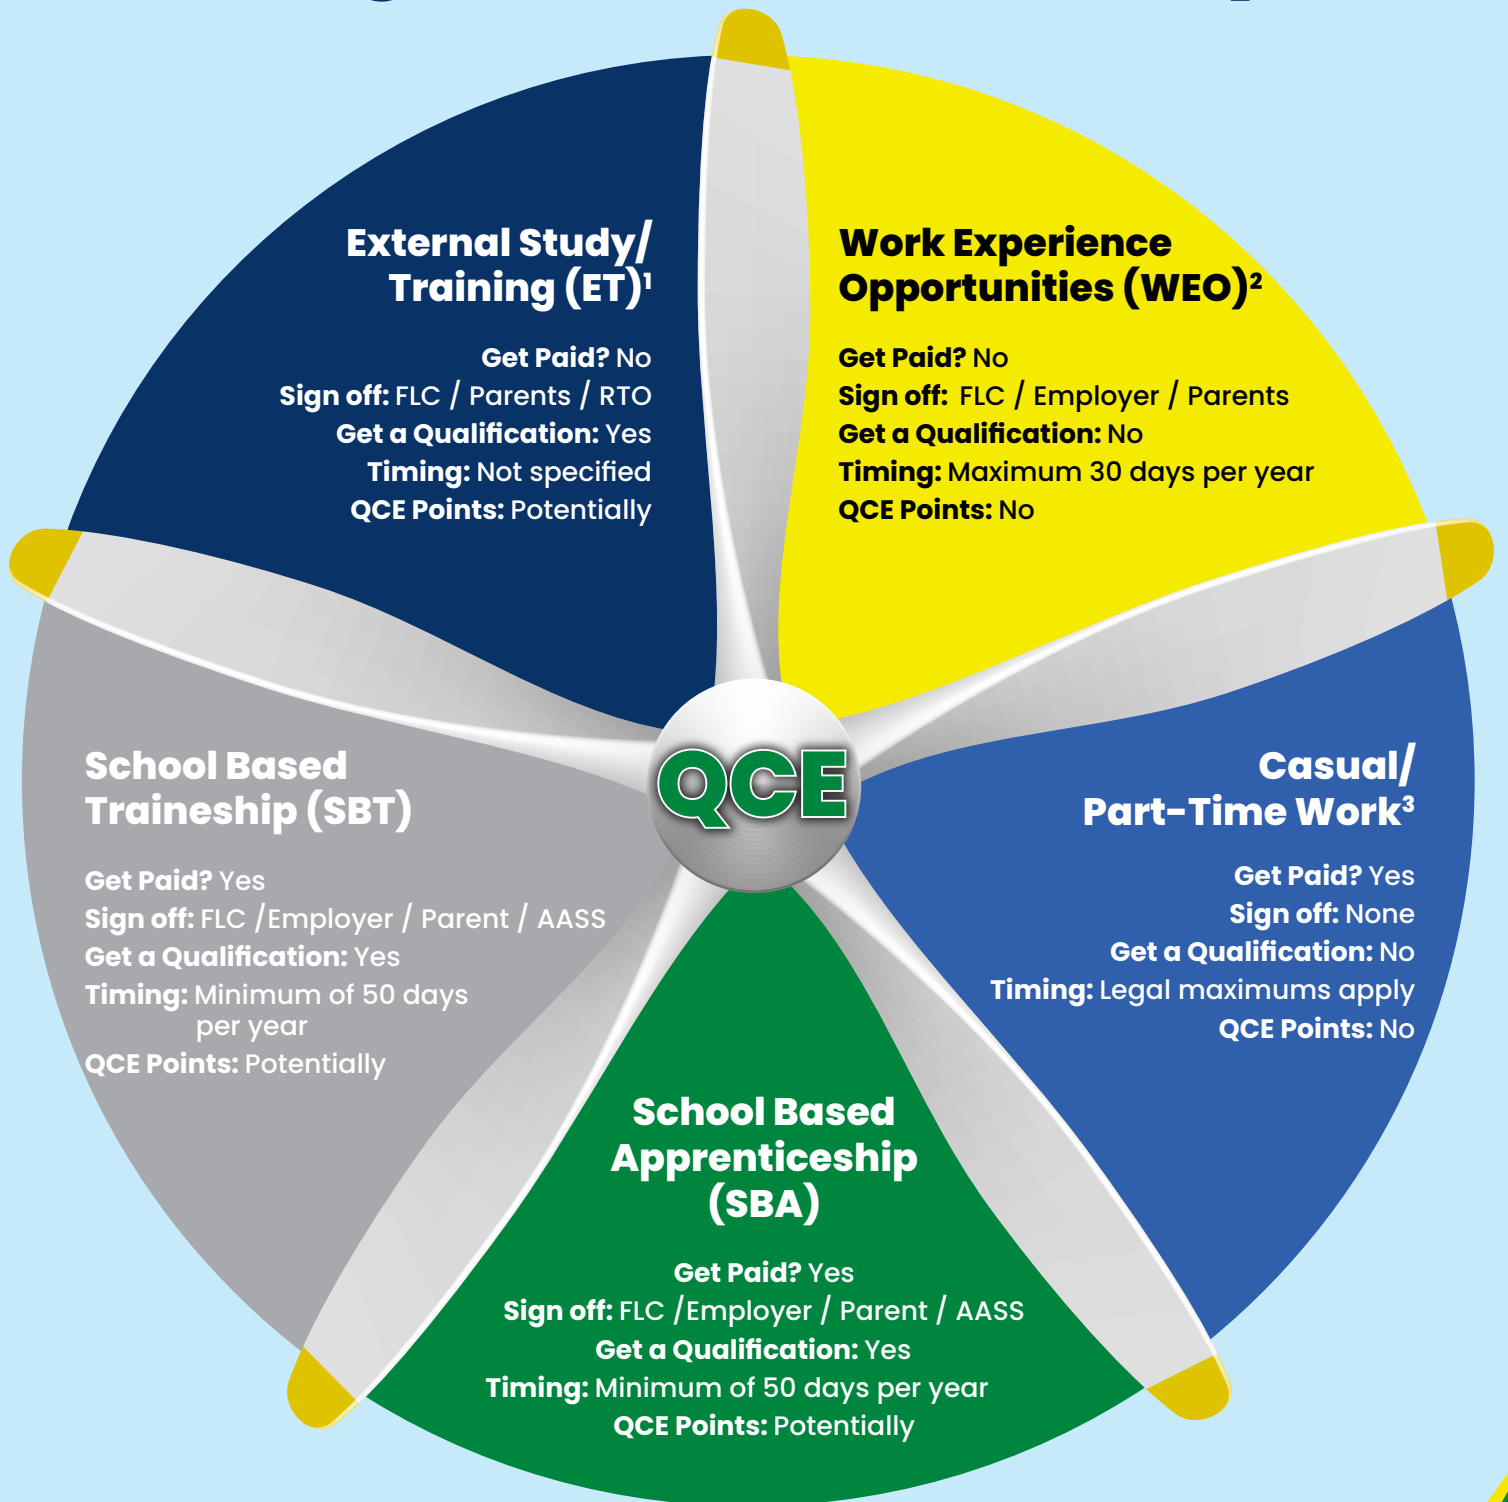 External Study/
Training (ET)¹
Get Paid? No
Sign off: FLC / Parents / RTO
Get a Qualification: Yes
Timing: Not specified
QCE Points: Potentially
Work Experience
Opportunities (WEO)²
Get Paid? No
Sign off: FLC / Employer / Parents
Get a Qualification: No
Timing: Maximum 30 days per year
QCE Points: No
School Based
Traineship (SBT)
Get Paid? Yes
Sign off: FLC /Employer / Parent / AASS
Get a Qualification: Yes
Timing: Minimum of 50 days
per year
QCE Points: Potentially
QCE
Casual/
Part-Time Work³
Get Paid? Yes
Sign off: None
Get a Qualification: No
Timing: Legal maximums apply
QCE Points: No
School Based
Apprenticeship
(SBA)
Get Paid? Yes
Sign off: FLC /Employer / Parent / AASS
Get a Qualification: Yes
Timing: Minimum of 50 days per year
QCE Points: Potentially